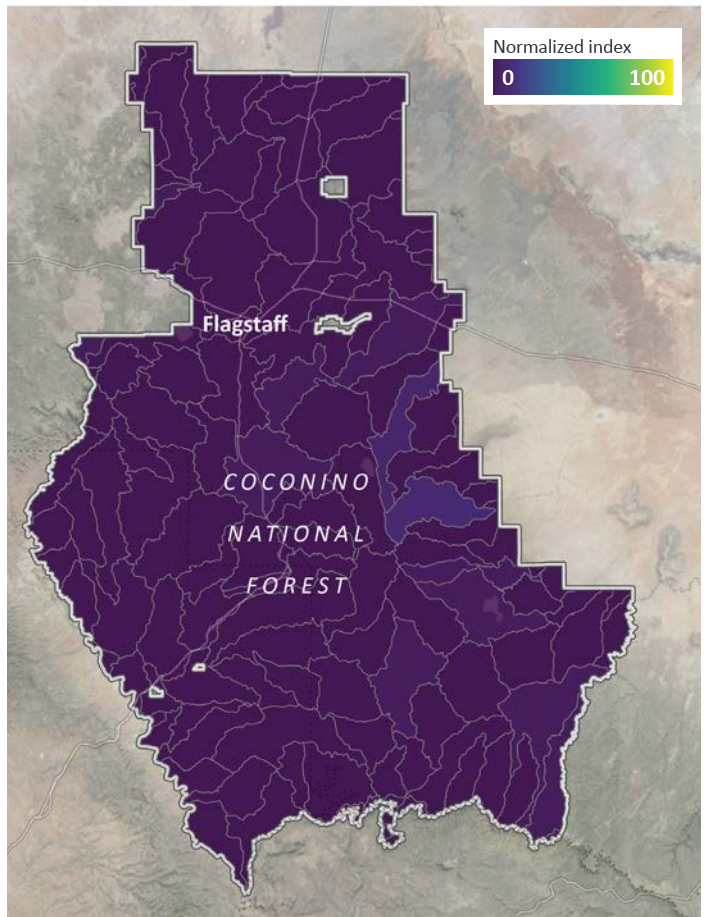 Normalized index
0 100
Flagstaff
COCONINO
NATIONAL
FOREST